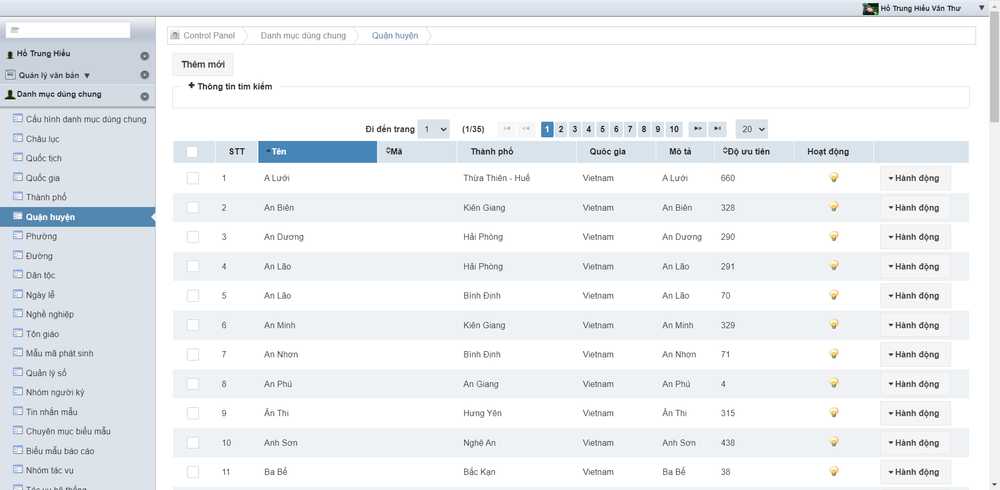 Hồ Trung Hiếu Văn Thư ▼
Hồ Trung Hiếu
Quản lý văn bản ▼
Danh mục dùng chung
Cấu hình danh mục dùng chung
Châu lục
Quốc tịch
Quốc gia
Thành phố
Quận huyện
Phường
Đường
Dân tộc
Ngày lễ
Nghề nghiệp
Tôn giáo
Mẫu mã phát sinh
Quản lý số
Nhóm người ký
Tin nhắn mẫu
Chuyên mục biểu mẫu
Biểu mẫu báo cáo
Nhóm tác vụ
Tác vụ hệ thống
Control Panel Danh mục dùng chung Quận huyện
Thêm mới
Thông tin tìm kiếm
Đi đến trang 1 (1/35) 1 2 3 4 5 6 7 8 9 10 20
STT Tên Mã Thành phố Quôc gia Mô tả Độ ưu tiên Hoạt động
1 A Lưới Thừa Thiên - Huế Vietnam A Lưới 660 Hành động
2 An Biên Kiên Giang Vietnam An Biên 328 Hành động
3 An Dương Hải Phòng Vietnam An Dương 290 Hành động
4 An Lão Hải Phòng Vietnam An Lão 291 Hành động
5 An Lão Bình Định Vietnam An Lão 70 Hành động
6 An Minh Kiên Giang Vietnam An Minh 329 Hành động
7 An Nhơn Bình Định Vietnam An Nhơn 71 Hành động
8 An Phú An Giang Vietnam An Phú 4 Hành động
9 Ân Thi Hưng Yên Vietnam Ân Thi 315 Hành động
10 Anh Sơn Nghệ An Vietnam Anh Sơn 438 Hành động
11 Ba Bể Bắc Kạn Vietnam Ba Bể 38 Hành động